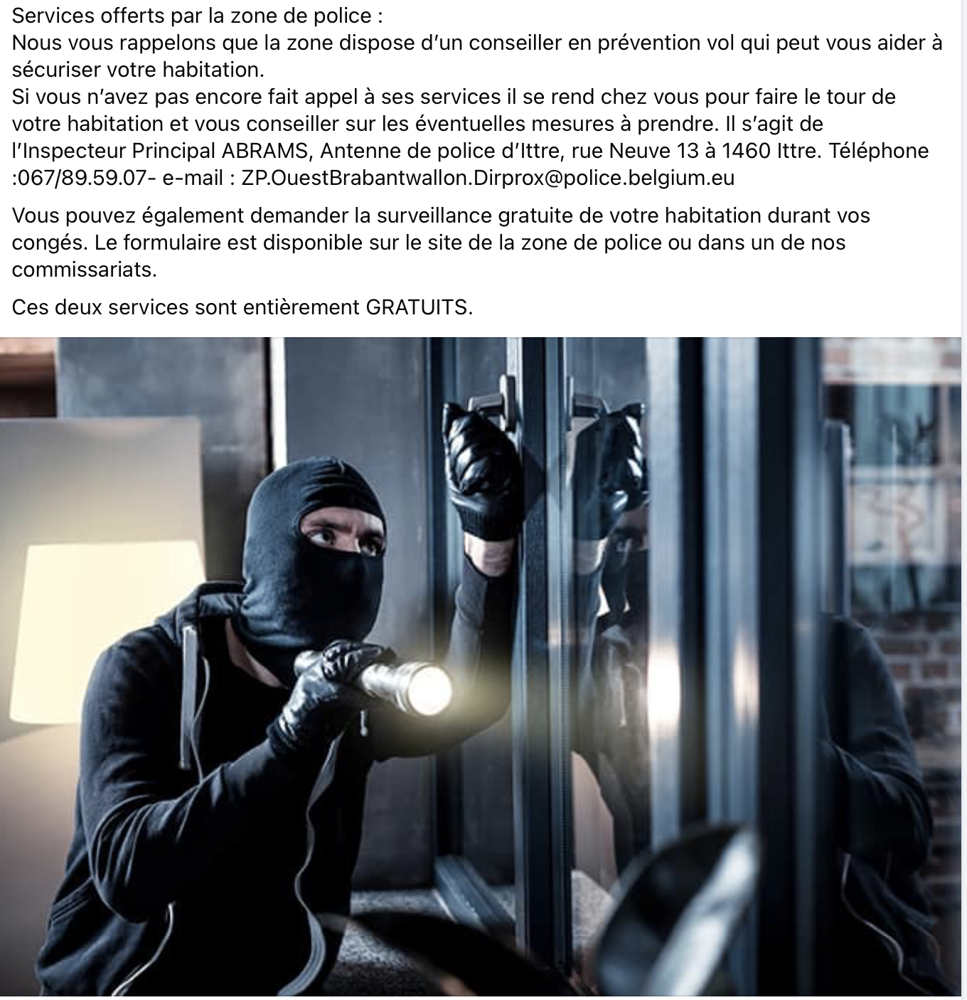 Services offerts par la zone de police :
Nous vous rappelons que la zone dispose d’un conseiller en prévention vol qui peut vous aider à
sécuriser votre habitation.
Si vous n’avez pas encore fait appel à ses services il se rend chez vous pour faire le tour de
votre habitation et vous conseiller sur les éventuelles mesures à prendre. Il s’agit de
l’Inspecteur Principal ABRAMS, Antenne de police d’Ittre, rue Neuve 13 à 1460 Ittre. Téléphone
:067/89.59.07- e-mail : ZP.OuestBrabantwallon.Dirprox@police.belgium.eu
Vous pouvez également demander la surveillance gratuite de votre habitation durant vos
congés. Le formulaire est disponible sur le site de la zone de police ou dans un de nos
commissariats.
Ces deux services sont entièrement GRATUITS.